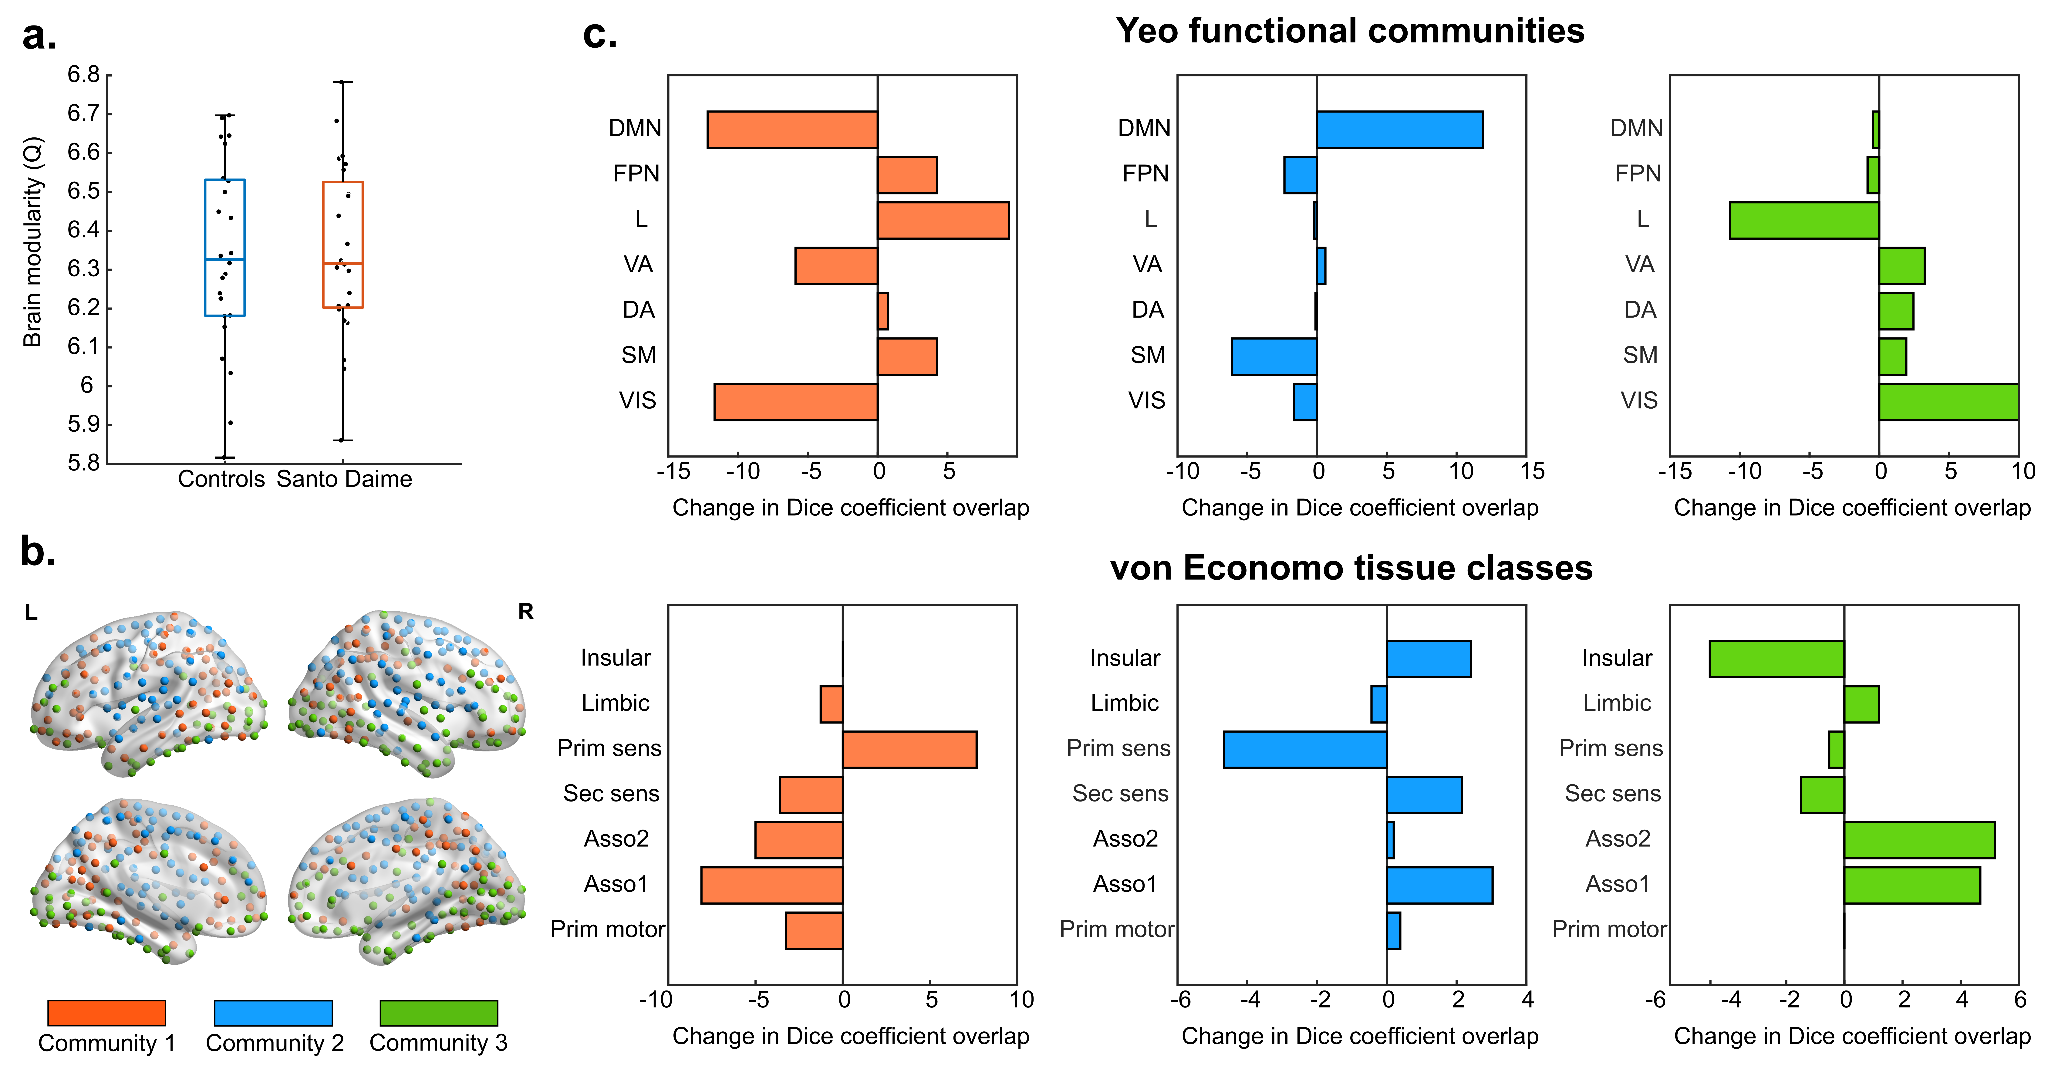 a.
6.8
6.7
6.6
6.5
6.4
6.3
6.2
6.1
6
5.9
5.8
Brain modularity (Q)
Controls Santo Daime
b.
L R
Community 1 Community 2 Community 3
c.
Yeo functional communities
DMN
FPN
L
VA
DA
SM
VIS
-15 -10 -5 0 5
Change in Dice coefficient overlap
DMN
FPN
L
VA
DA
SM
VIS
-10 -5 0 5 10 15
Change in Dice coefficient overlap
DMN
FPN
L
VA
DA
SM
VIS
-15 -10 -5 0 5 10
Change in Dice coefficient overlap
von Economo tissue classes
Insular
Limbic
Prim sens
Sec sens
Asso2
Asso1
Prim motor
-10 -5 0 5 10
Change in Dice coefficient overlap
Insular
Limbic
Prim sens
Sec sens
Asso2
Asso1
Prim motor
-6 -4 -2 0 2 4
Change in Dice coefficient overlap
Insular
Limbic
Prim sens
Sec sens
Asso2
Asso1
Prim motor
-6 -4 -2 0 2 4 6
Change in Dice coefficient overlap